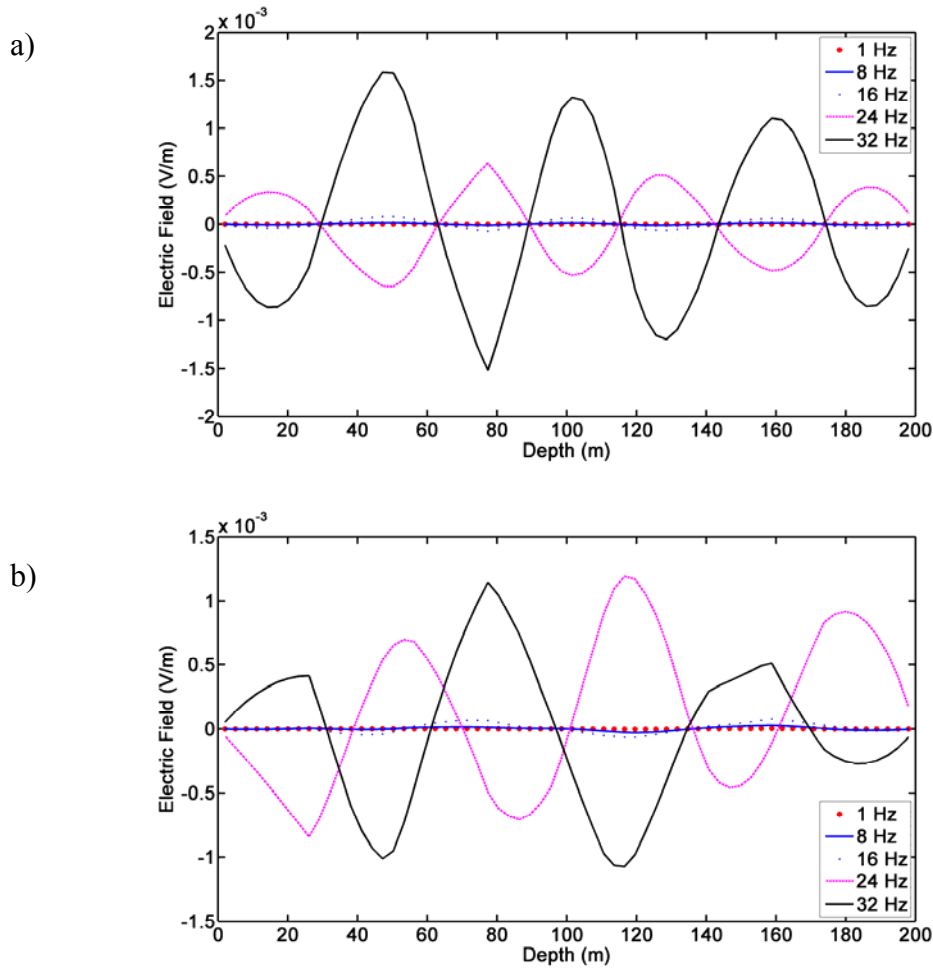 a)
x 10-3
2
1.5
1
0.5
0
-0.5
-1
-1.5
-2
Electric Field (V/m)
1 Hz
8 Hz
16 Hz
24 Hz
32 Hz
0 20 40 60 80 100 120 140 160 180 200
Depth (m)
b)
x 10-3
1.5
1
0.5
0
-0.5
-1
-1.5
Electric Field (V/m)
1 Hz
8 Hz
16 Hz
24 Hz
32 Hz
0 20 40 60 80 100 120 140 160 180 200
Depth (m)